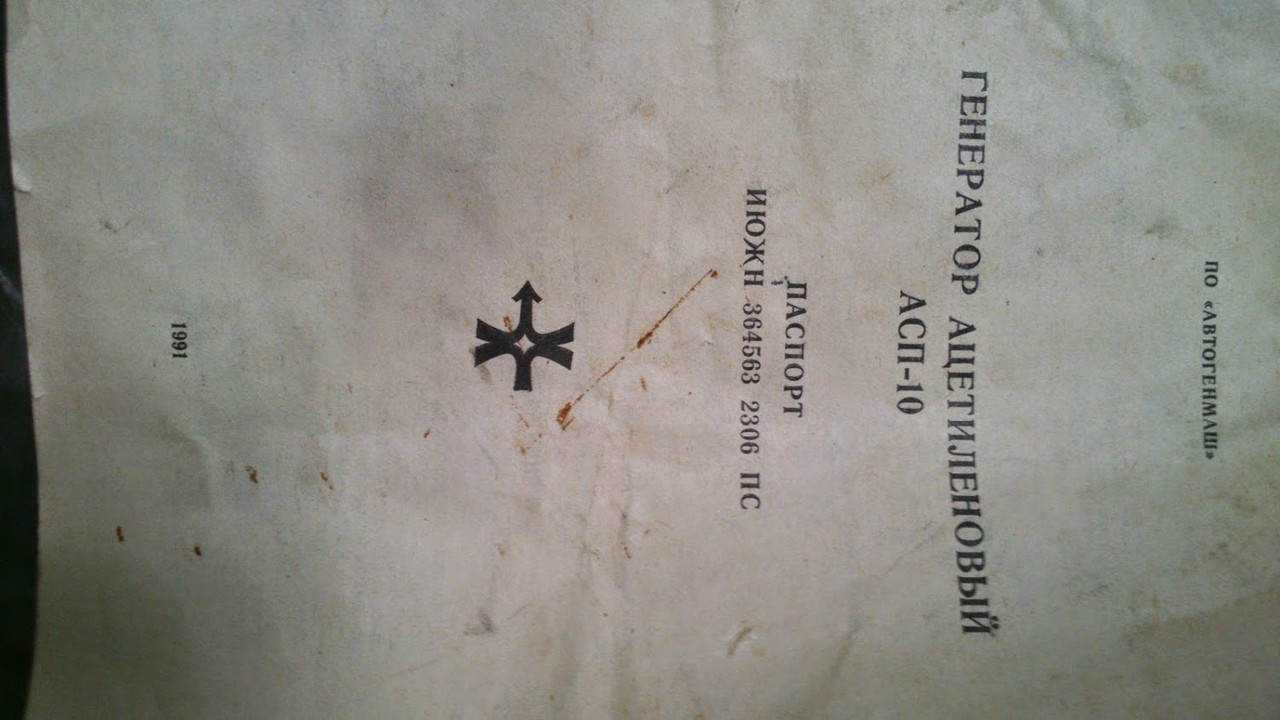 ПО «АВТОГЕНМАШ»
ГЕНЕРАТОР АЦЕТИЛЕНОВЫЙ
АСП-10
ПАСПОРТ
ИЮЖН 364563 2306 ПС
1991